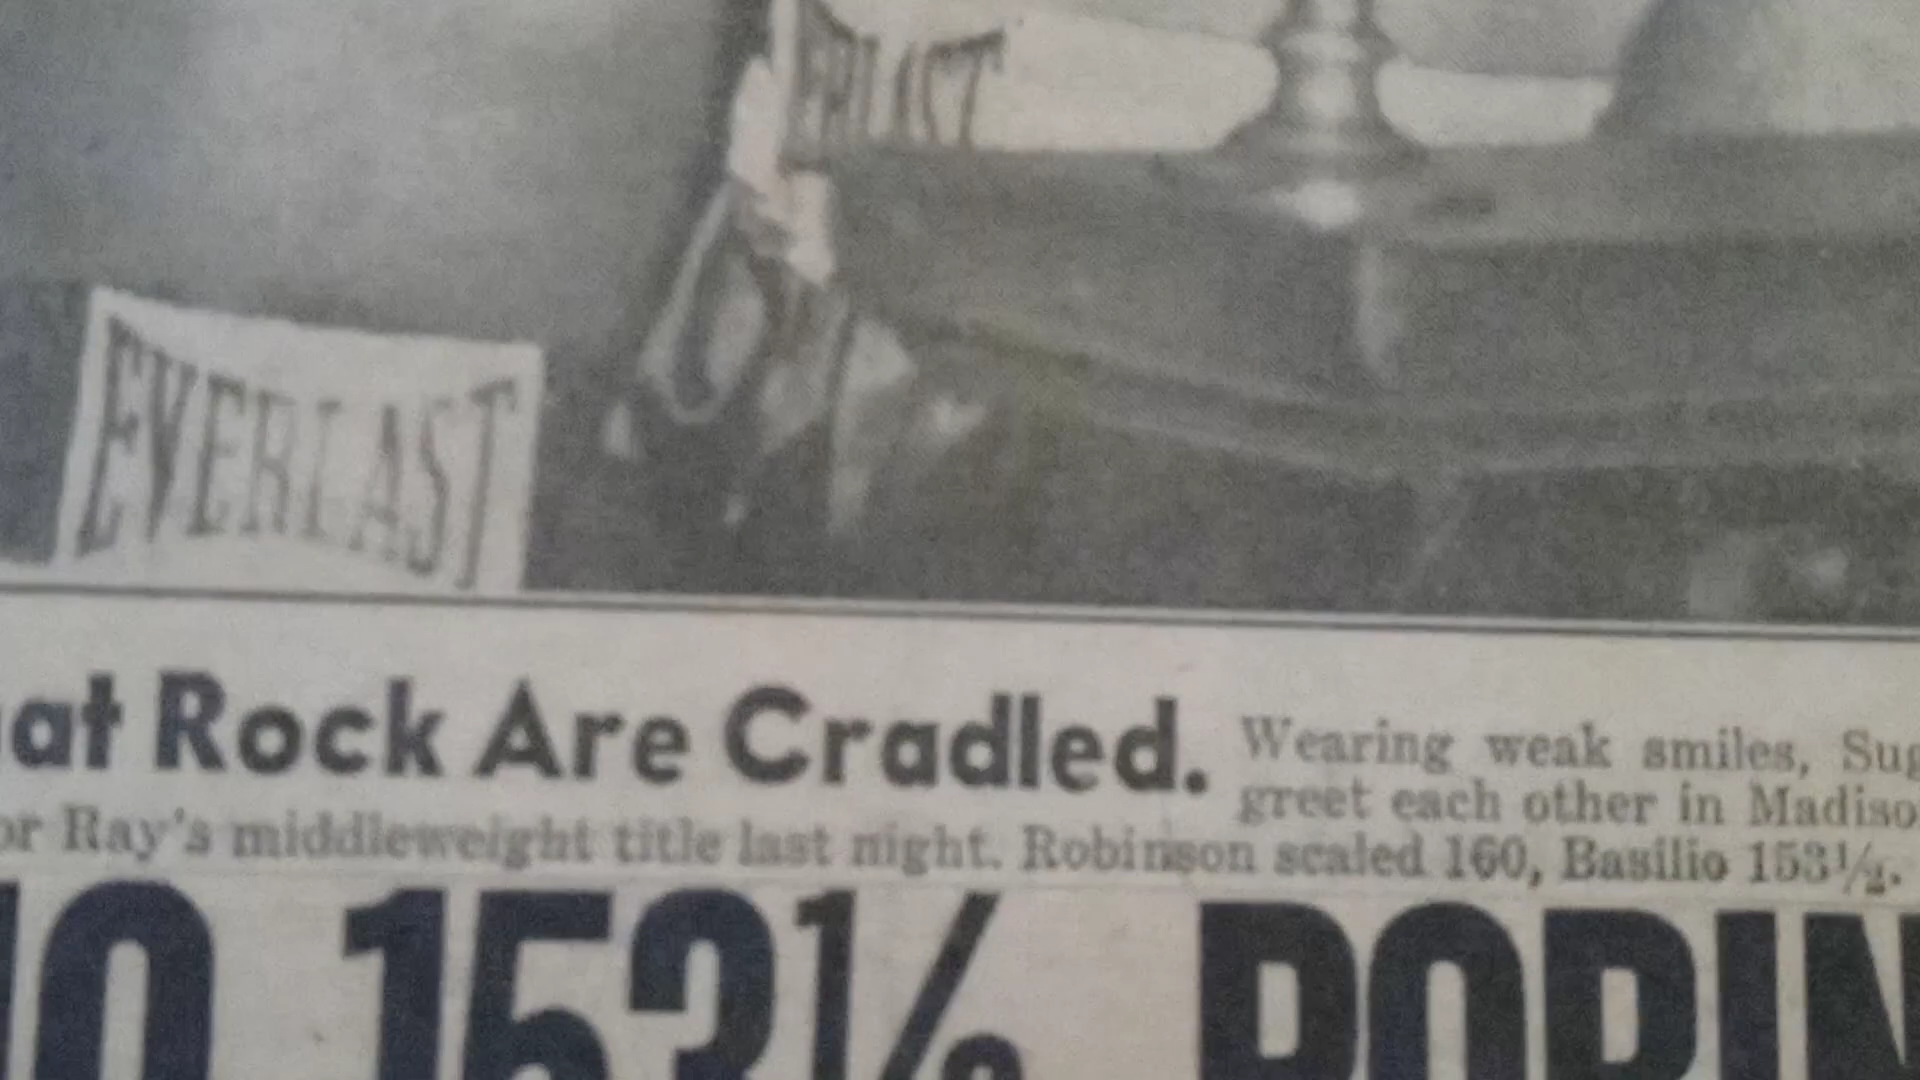 EVERLAST
EVERLAST
at Rock Are Cradled. Wearing weak smiles, Sug
greet each other in Madiso
or Ray's middleweight title last night. Robinson scaled 160, Basilio 153½.
IO 153½ ROBIN